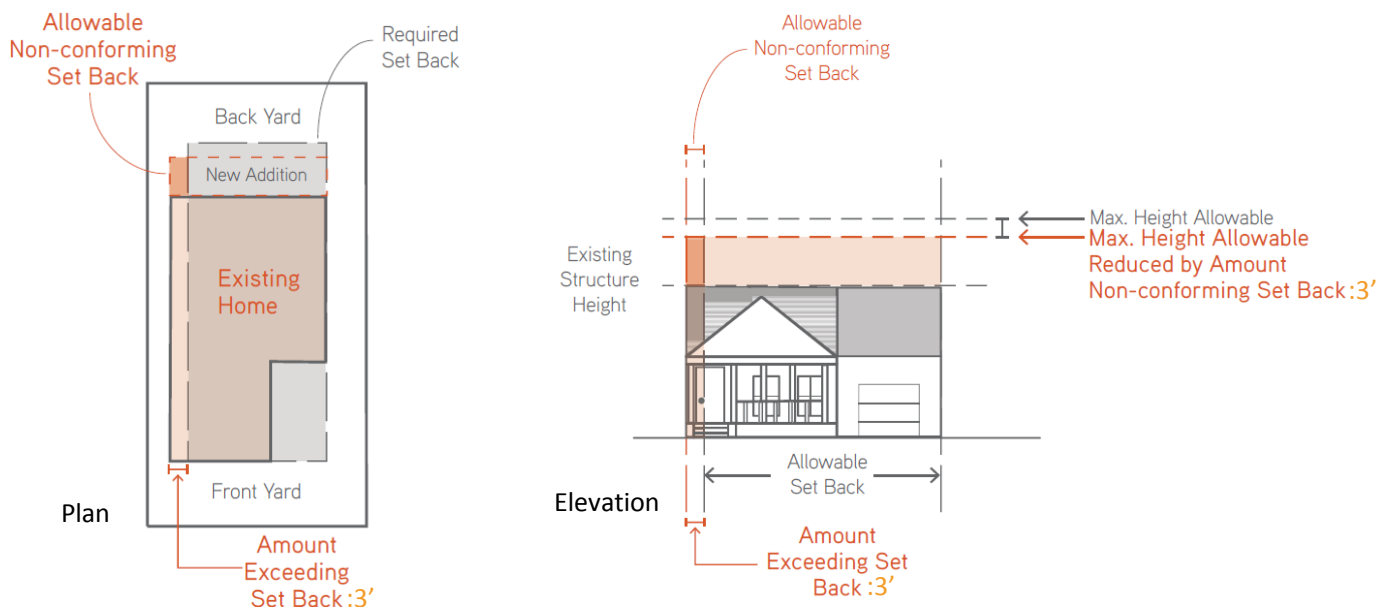 Allowable
Non-conforming
Set Back
Required
Set Back
Back Yard
New Addition
Existing
Home
Front Yard
Plan
Amount
Exceeding
Set Back :3'
Allowable
Non-conforming
Set Back
Max. Height Allowable
Max. Height Allowable
Reduced by Amount
Non-conforming Set Back :3'
Existing
Structure
Height
Allowable
Set Back
Elevation
Amount
Exceeding Set
Back :3'